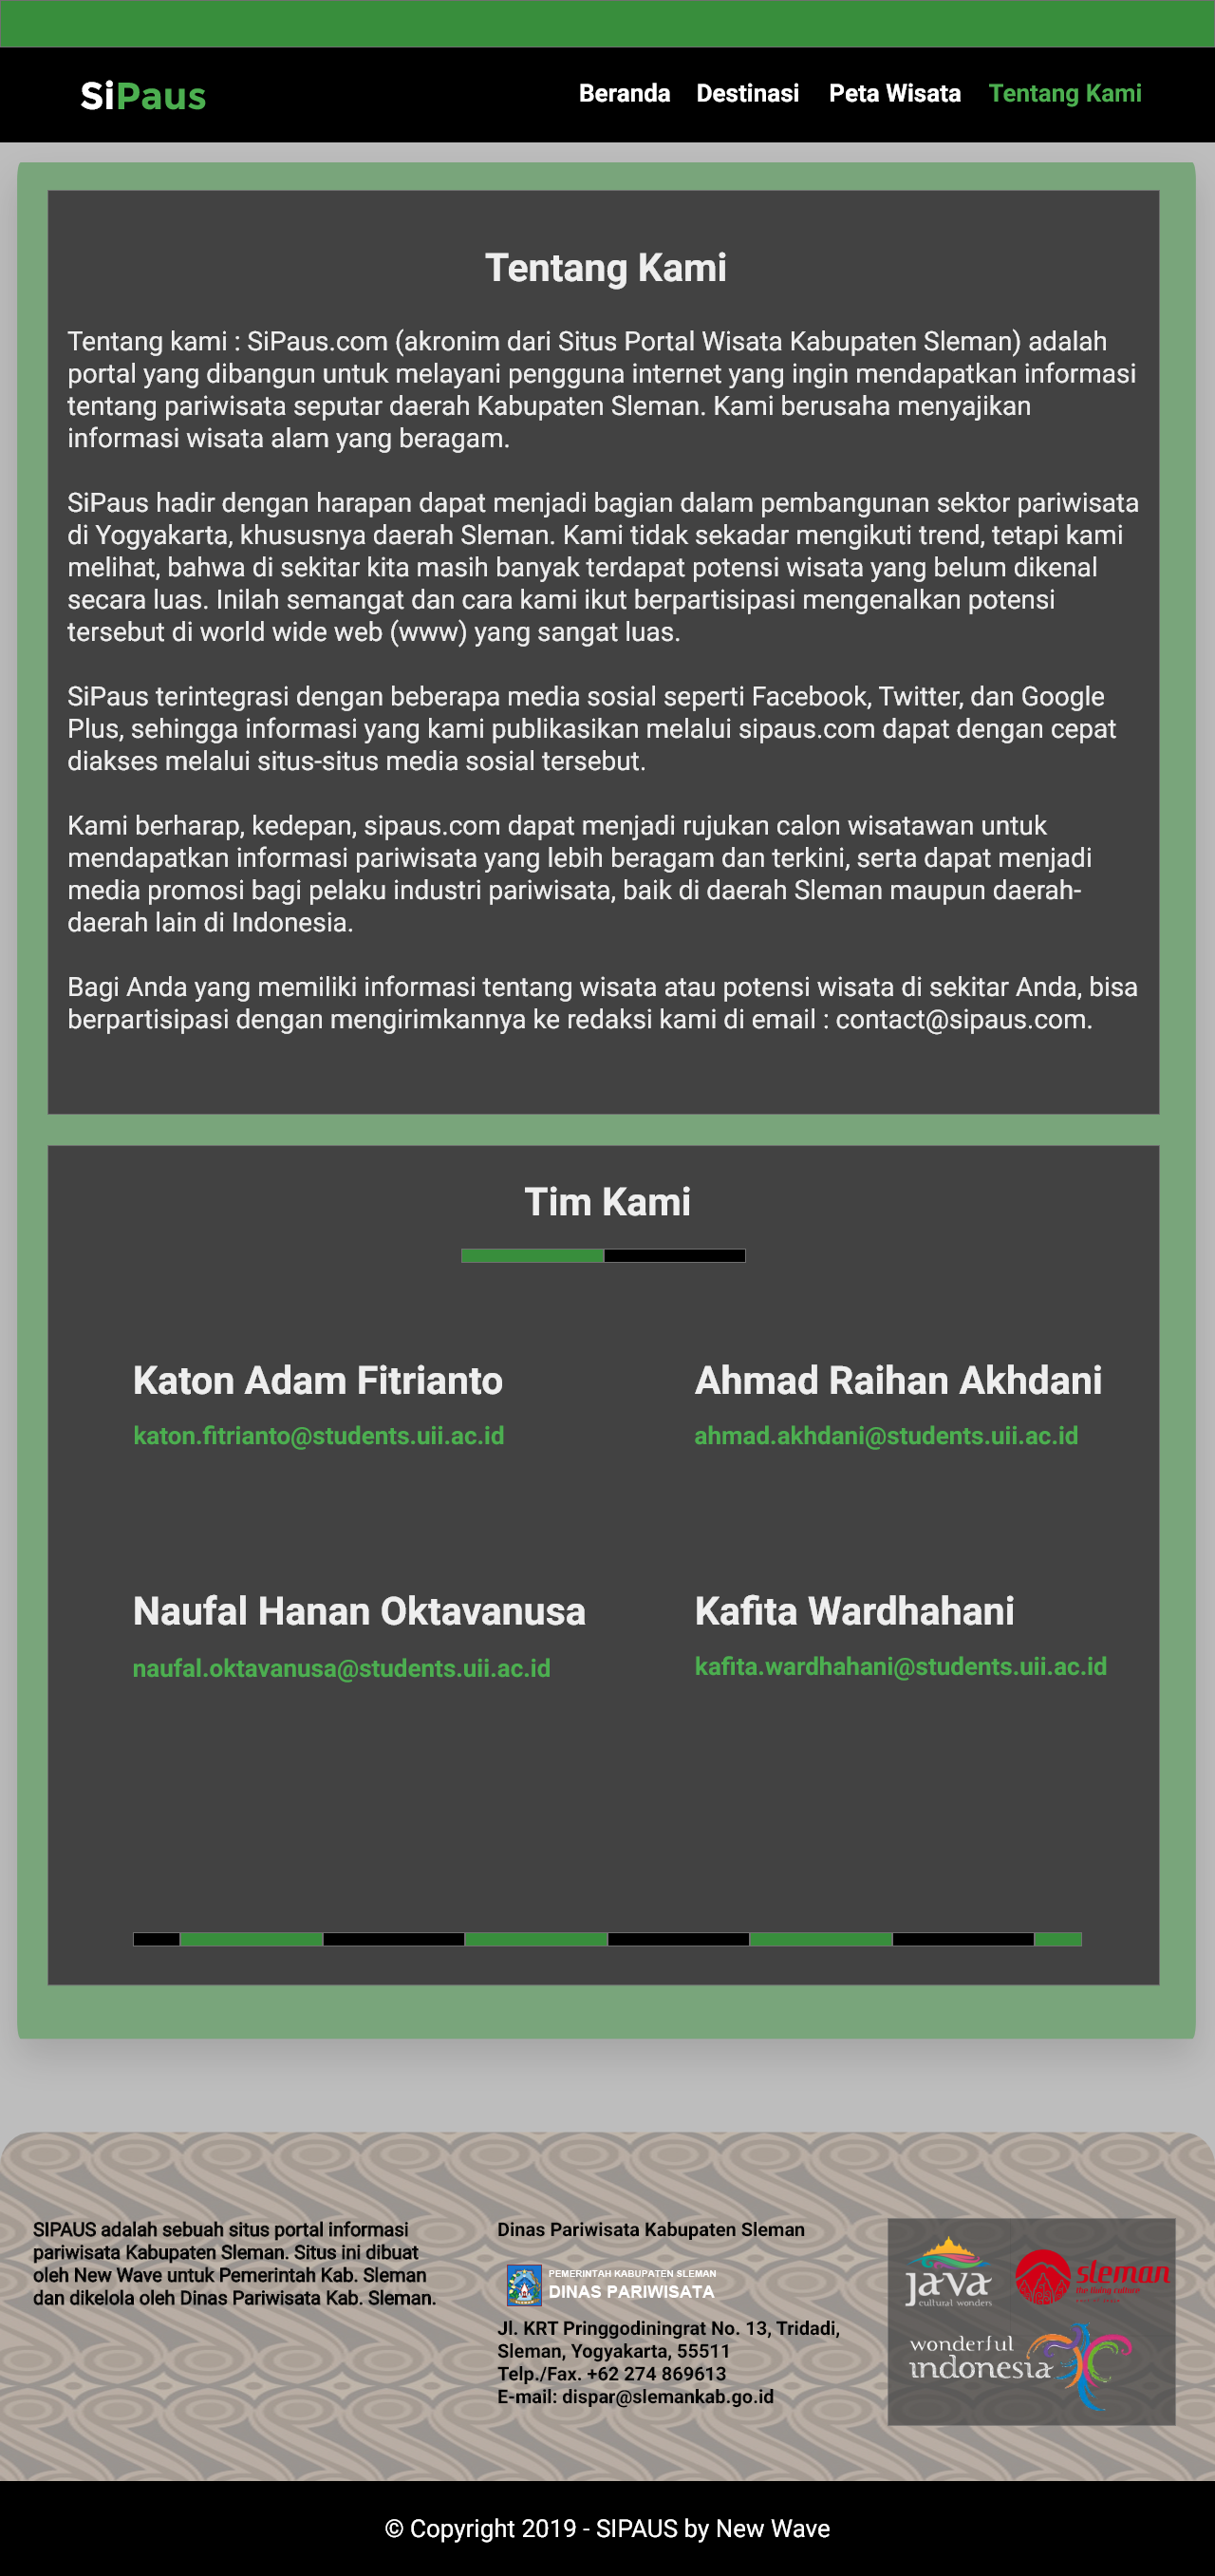 SiPaus
Beranda Destinasi Peta Wisata Tentang Kami
Tentang Kami
Tentang kami : SiPaus.com (akronim dari Situs Portal Wisata Kabupaten Sleman) adalah
portal yang dibangun untuk melayani pengguna internet yang ingin mendapatkan informasi
tentang pariwisata seputar daerah Kabupaten Sleman. Kami berusaha menyajikan
informasi wisata alam yang beragam.
SiPaus hadir dengan harapan dapat menjadi bagian dalam pembangunan sektor pariwisata
di Yogyakarta, khususnya daerah Sleman. Kami tidak sekadar mengikuti trend, tetapi kami
melihat, bahwa di sekitar kita masih banyak terdapat potensi wisata yang belum dikenal
secara luas. Inilah semangat dan cara kami ikut berpartisipasi mengenalkan potensi
tersebut di world wide web (www) yang sangat luas.
SiPaus terintegrasi dengan beberapa media sosial seperti Facebook, Twitter, dan Google
Plus, sehingga informasi yang kami publikasikan melalui sipaus.com dapat dengan cepat
diakses melalui situs-situs media sosial tersebut.
Kami berharap, kedepan, sipaus.com dapat menjadi rujukan calon wisatawan untuk
mendapatkan informasi pariwisata yang lebih beragam dan terkini, serta dapat menjadi
media promosi bagi pelaku industri pariwisata, baik di daerah Sleman maupun daerah-
daerah lain di Indonesia.
Bagi Anda yang memiliki informasi tentang wisata atau potensi wisata di sekitar Anda, bisa
berpartisipasi dengan mengirimkannya ke redaksi kami di email : contact@sipaus.com.
Tim Kami
Katon Adam Fitrianto
katon.fitrianto@students.uii.ac.id
Ahmad Raihan Akhdani
ahmad.akhdani@students.uii.ac.id
Naufal Hanan Oktavanusa
naufal.oktavanusa@students.uii.ac.id
Kafita Wardhahani
kafita.wardhahani@students.uii.ac.id
SIPAUS adalah sebuah situs portal informasi
pariwisata Kabupaten Sleman. Situs ini dibuat
oleh New Wave untuk Pemerintah Kab. Sleman
dan dikelola oleh Dinas Pariwisata Kab. Sleman.
Dinas Pariwisata Kabupaten Sleman
PEMERINTAH KABUPATEN SLEMAN
DINAS PARIWISATA
Jl. KRT Pringgodiningrat No. 13, Tridadi,
Sleman, Yogyakarta, 55511
Telp./Fax. +62 274 869613
E-mail: dispar@slemankab.go.id
java
cultural wonders
sleman
the living culture
wonderful
indonesia
© Copyright 2019 - SIPAUS by New Wave